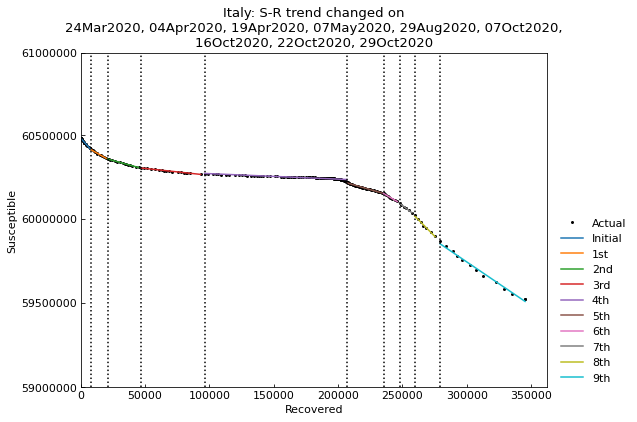 Italy: S-R trend changed on
24Mar2020, 04Apr2020, 19Apr2020, 07May2020, 29Aug2020, 07Oct2020,
16Oct2020, 22Oct2020, 29Oct2020
61000000
60500000
60000000
59500000
59000000
Susceptible
0 50000 100000 150000 200000 250000 300000 350000
Recovered
Actual
Initial
1st
2nd
3rd
4th
5th
6th
7th
8th
9th